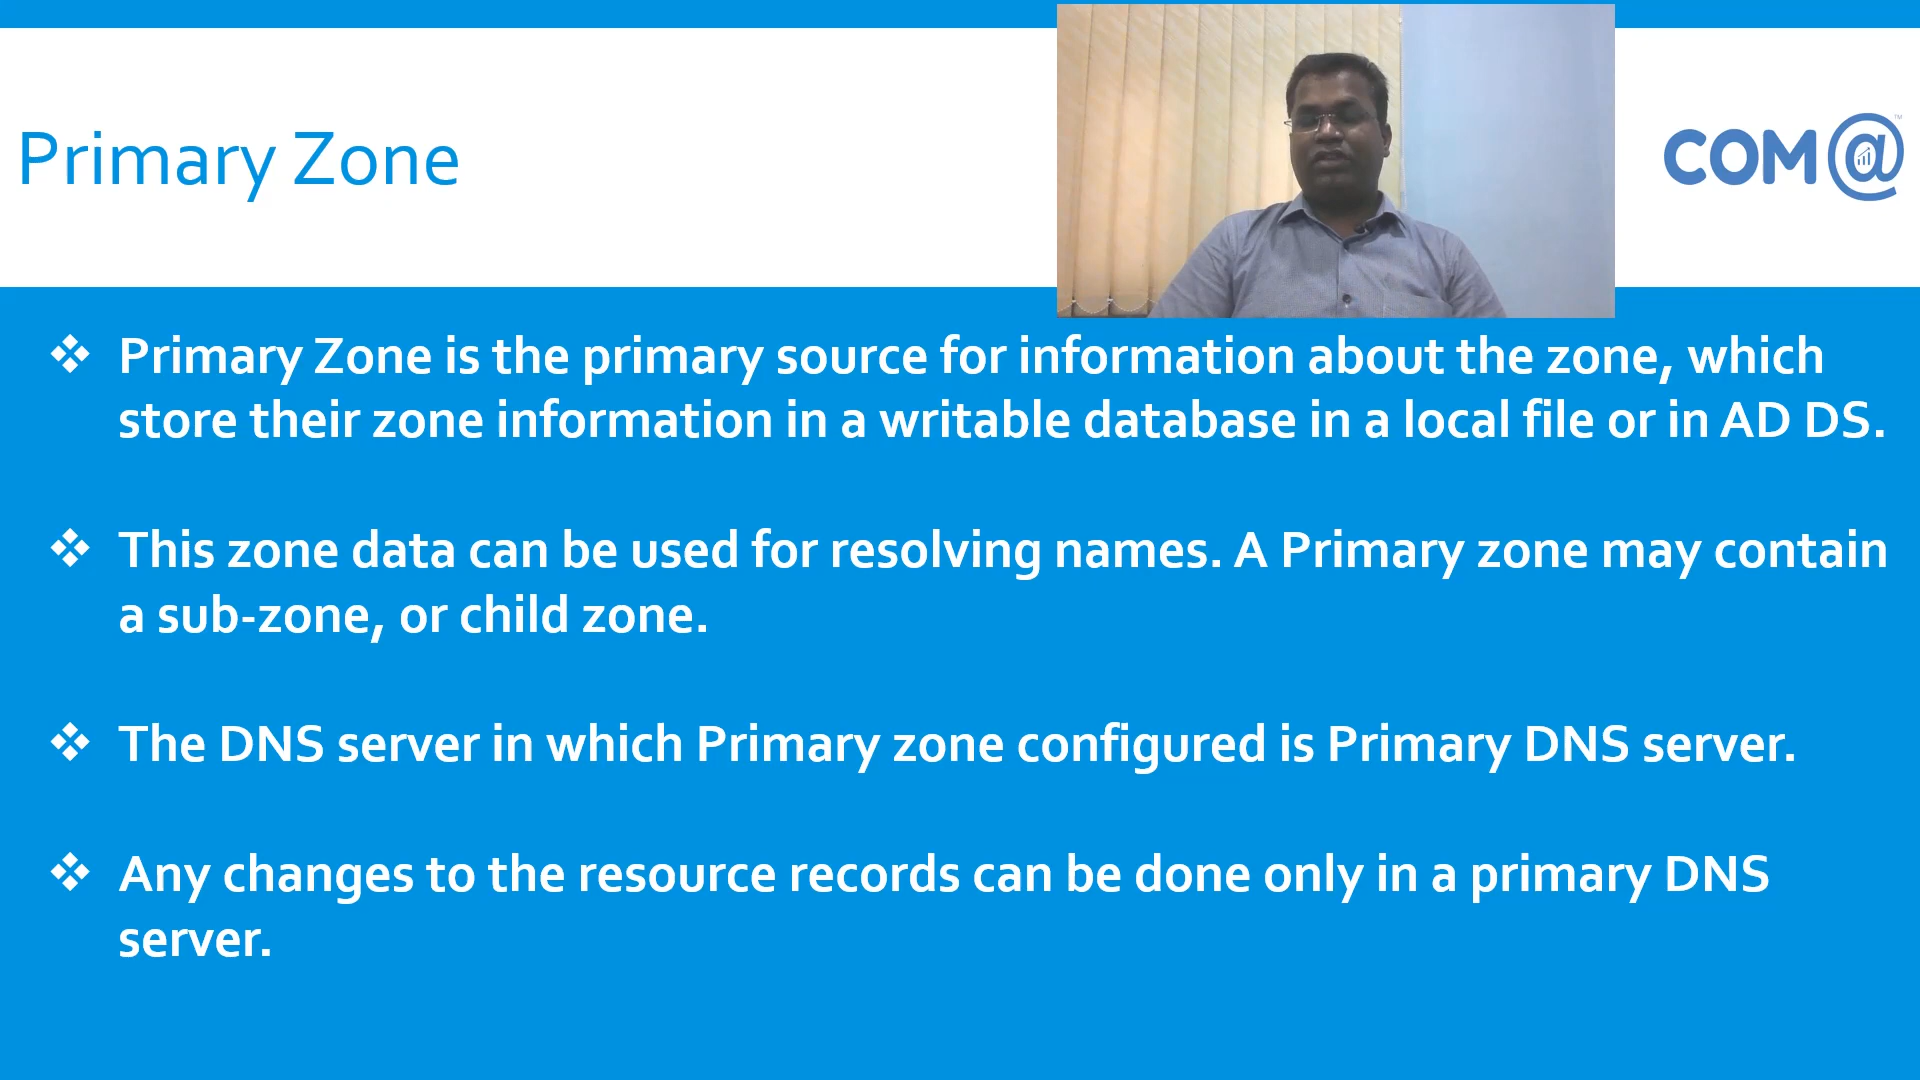 Primary Zone
COM@
TM
❖ Primary Zone is the primary source for information about the zone, which
store their zone information in a writable database in a local file or in AD DS.
❖ This zone data can be used for resolving names. A Primary zone may contain
a sub-zone, or child zone.
❖ The DNS server in which Primary zone configured is Primary DNS server.
❖ Any changes to the resource records can be done only in a primary DNS
server.